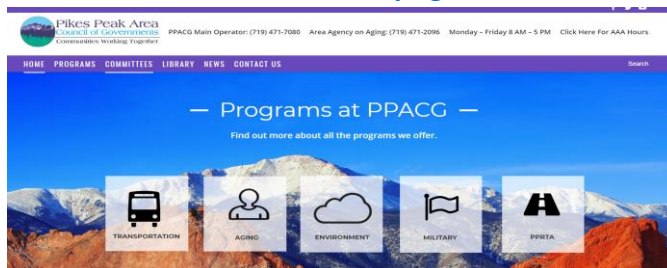 Pikes Peak Area
Council of Governments
Communities Working Together
PPACG Main Operator: (719) 471-7080 Area Agency on Aging: (719) 471-2096 Monday – Friday 8 AM – 5 PM Click Here For AAA Hours
HOME PROGRAMS COMMITTEES LIBRARY NEWS CONTACT US Search
— Programs at PPACG —
Find out more about all the programs we offer.
TRANSPORTATION AGING ENVIRONMENT MILITARY PPRTA